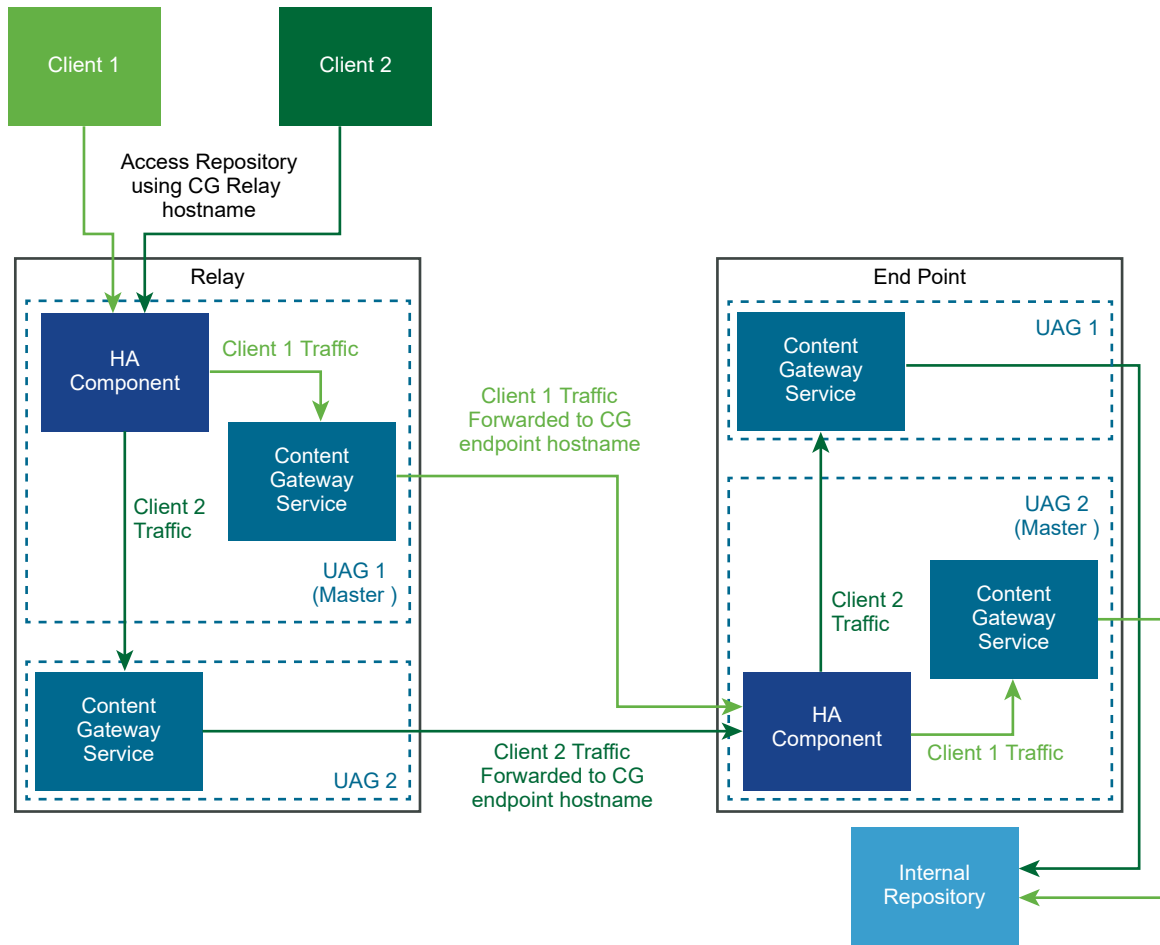 Client 1
Client 2
Access Repository
using CG Relay
hostname
Relay
HA
Component
Client 1 Traffic
Content
Gateway
Service
Client 2
Traffic
UAG 1
(Master )
Content
Gateway
Service
UAG 2
Client 1 Traffic
Forwarded to CG
endpoint hostname
Client 2 Traffic
Forwarded to CG
endpoint hostname
End Point
UAG 1
Content
Gateway
Service
UAG 2
(Master )
Content
Gateway
Service
Client 2
Traffic
HA
Component
Client 1 Traffic
Internal
Repository